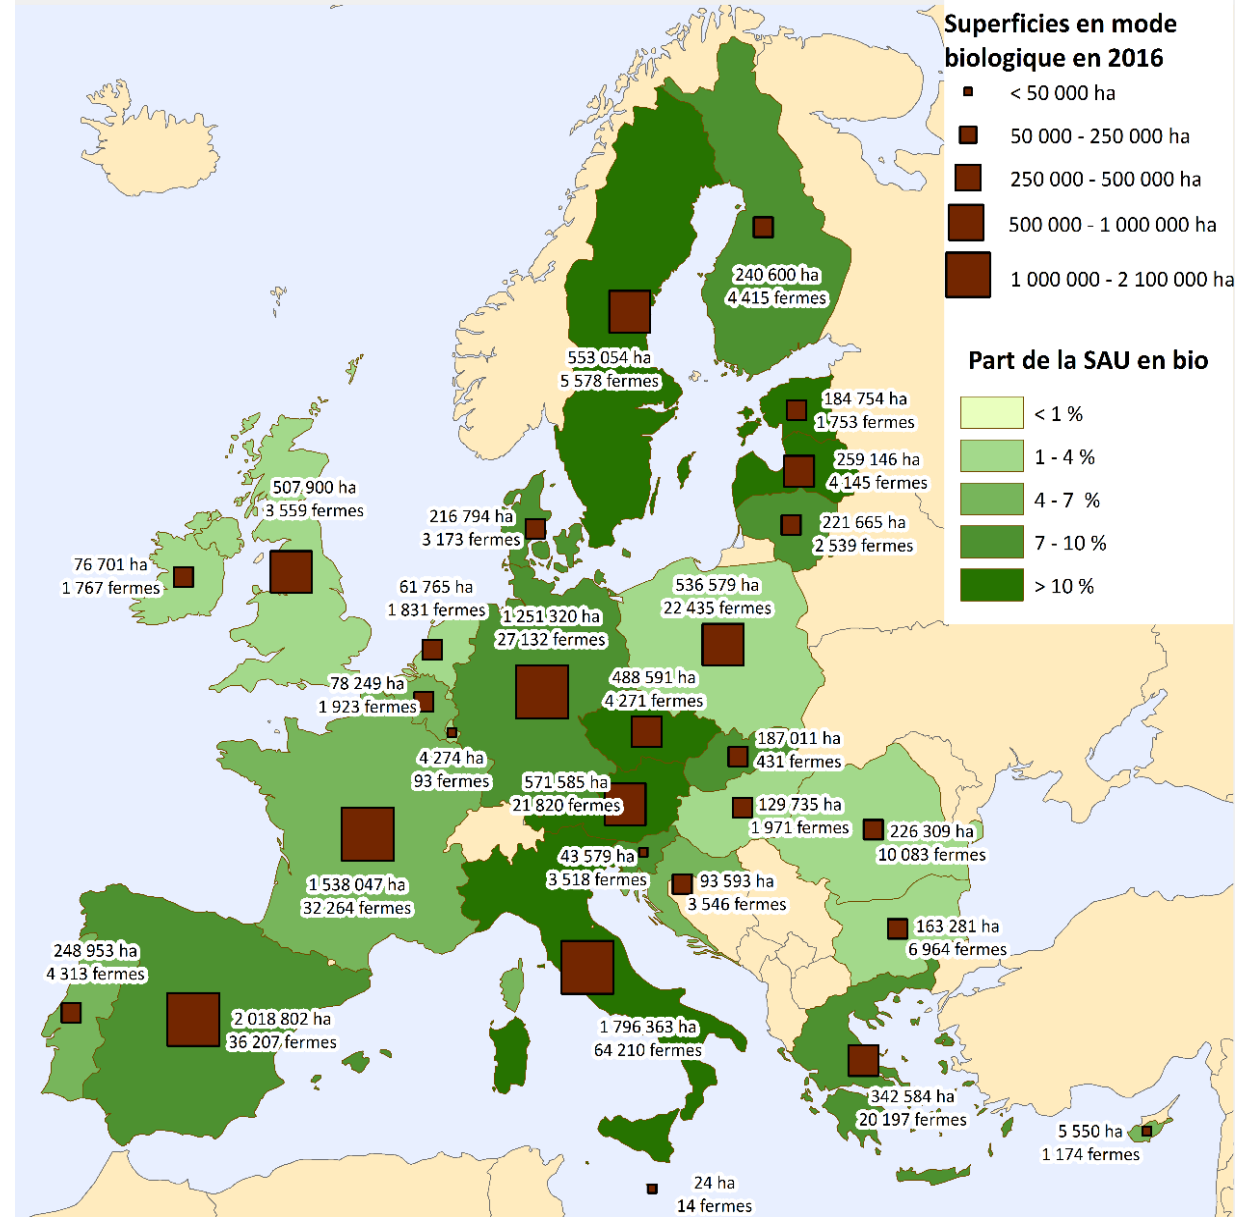 Superficies en mode
biologique en 2016
< 50 000 ha
50 000 - 250 000 ha
250 000 - 500 000 ha
500 000 - 1 000 000 ha
1 000 000 - 2 100 000 ha
Part de la SAU en bio
< 1 %
1 - 4 %
4 - 7 %
7 - 10 %
> 10 %
240 600 ha
4 415 fermes
553 054 ha
5 578 fermes
184 754 ha
1 753 fermes
259 146 ha
4 145 fermes
221 665 ha
2 539 fermes
507 900 ha
3 559 fermes
216 794 ha
3 173 fermes
76 701 ha
1 767 fermes
61 765 ha
1 831 fermes
1 251 320 ha
27 132 fermes
536 579 ha
22 435 fermes
78 249 ha
1 923 fermes
488 591 ha
4 271 fermes
4 274 ha
93 fermes
187 011 ha
431 fermes
571 585 ha
21 820 fermes
129 735 ha
1 971 fermes
226 309 ha
10 083 fermes
43 579 ha
3 518 fermes
1 538 047 ha
32 264 fermes
93 593 ha
3 546 fermes
163 281 ha
6 964 fermes
248 953 ha
4 313 fermes
2 018 802 ha
36 207 fermes
1 796 363 ha
64 210 fermes
342 584 ha
20 197 fermes
5 550 ha
1 174 fermes
24 ha
14 fermes